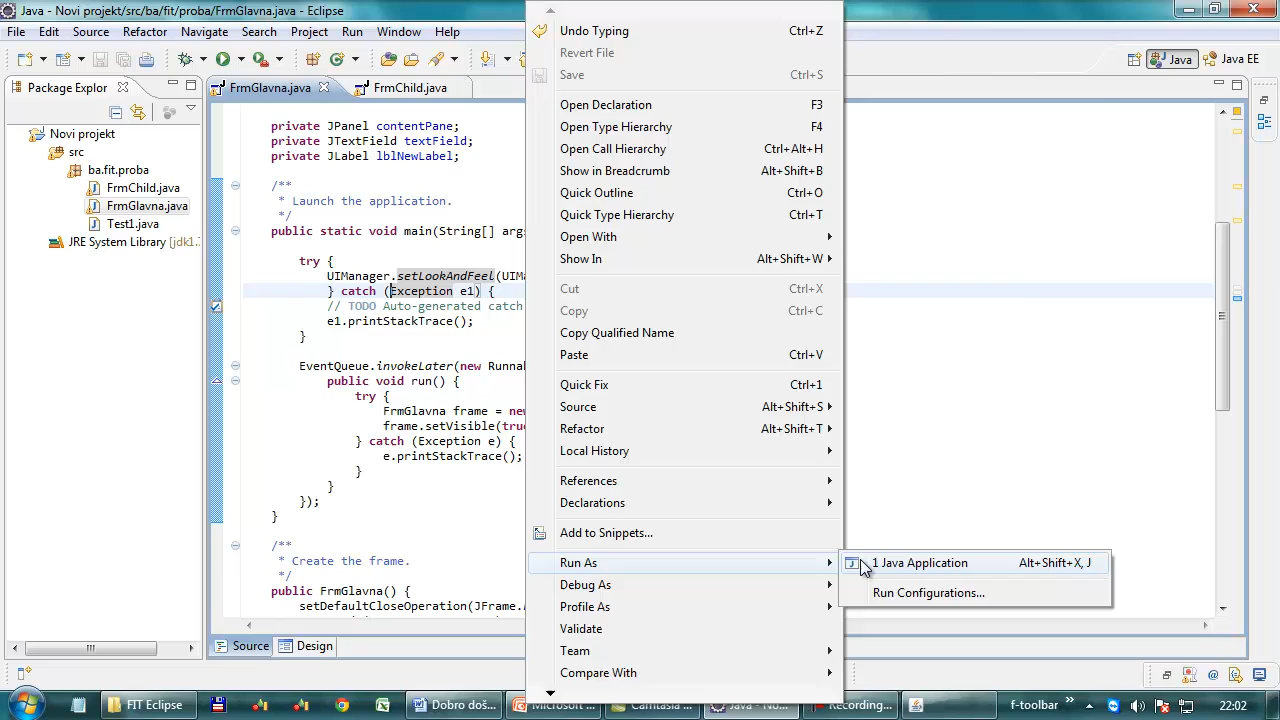 Java - Novi projekt/src/ba/fit/proba/FrmGlavna.java - Eclipse
File Edit Source Refactor Navigate Search Project Run Window Help
Java Java EE
Package Explor
Novi projekt
src
ba.fit.proba
FrmChild.java
FrmGlavna.java
Test1.java
JRE System Library [jdk1.
FrmGlavna.java FrmChild.java
private JPanel contentPane;
private JTextField textField;
private JLabel lblNewLabel;
/**
* Launch the application.
*/
public static void main(String[] args
try {
UIManager.setLookAndFeel(UIMa
} catch (Exception e1) {
// TODO Auto-generated catch
e1.printStackTrace();
}
EventQueue.invokeLater(new Runna
public void run() {
try {
FrmGlavna frame = new
frame.setVisible(true
} catch (Exception e) {
e.printStackTrace();
}
}
});
}
/**
* Create the frame.
*/
public FrmGlavna() {
setDefaultCloseOperation(JFrame.
Source Design
Undo Typing Ctrl+Z
Revert File
Save Ctrl+S
Open Declaration F3
Open Type Hierarchy F4
Open Call Hierarchy Ctrl+Alt+H
Show in Breadcrumb Alt+Shift+B
Quick Outline Ctrl+O
Quick Type Hierarchy Ctrl+T
Open With
Show In Alt+Shift+W
Cut Ctrl+X
Copy Ctrl+C
Copy Qualified Name
Paste Ctrl+V
Quick Fix Ctrl+1
Source Alt+Shift+S
Refactor Alt+Shift+T
Local History
References
Declarations
Add to Snippets...
Run As
Debug As
Profile As
Validate
Team
Compare With
1 Java Application Alt+Shift+X, J
Run Configurations...
FIT Eclipse Dobro doš... Microsoft ... Camtasia Java - No... Recording... f-toolbar » 22:02